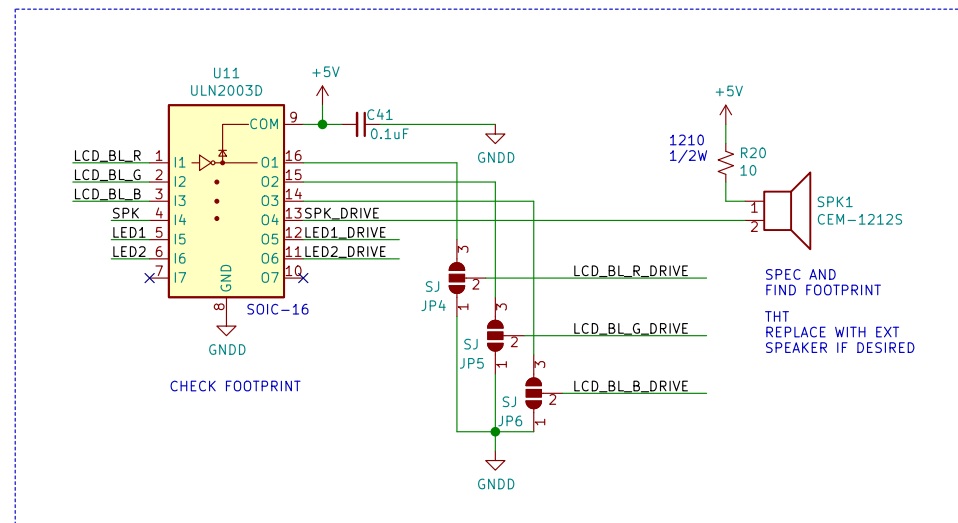 U11
ULN2003D
+5V
C41
0.1uF
GNDD
+5V
1210
1/2W
R20
10
COM
9
LCD_BL_R
1
I1
O1
16
LCD_BL_G
2
I2
O2
15
LCD_BL_B
3
I3
O3
14
SPK
4
I4
O4
13
SPK_DRIVE
LED1
5
I5
O5
12
LED1_DRIVE
LED2
6
I6
O6
11
LED2_DRIVE
7
I7
O7
10
GND
8
SOIC-16
GNDD
CHECK FOOTPRINT
1
2
SPK1
CEM-1212S
SPEC AND
FIND FOOTPRINT
THT
REPLACE WITH EXT
SPEAKER IF DESIRED
3
SJ
2
JP4
1
LCD_BL_R_DRIVE
3
SJ
2
JP5
1
LCD_BL_G_DRIVE
3
SJ
2
JP6
1
LCD_BL_B_DRIVE
GNDD